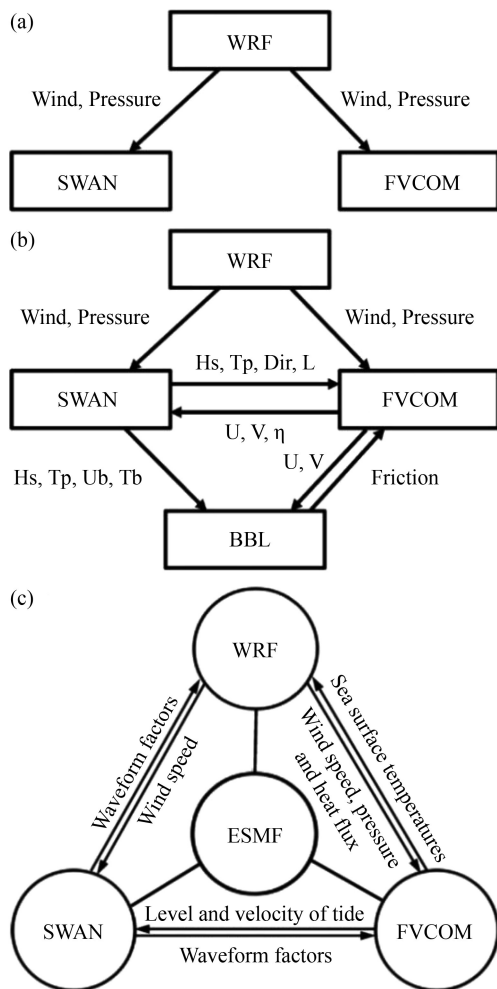 (a)
WRF
Wind, Pressure
Wind, Pressure
SWAN
FVCOM
(b)
WRF
Wind, Pressure
Wind, Pressure
Hs, Tp, Dir, L
SWAN
FVCOM
U, V, η
U, V
Hs, Tp, Ub, Tb
Friction
BBL
(c)
WRF
Waveform factors
Wind speed
Sea surface temperatures
Wind speed, pressure
and heat flux
ESMF
SWAN
Level and velocity of tide
FVCOM
Waveform factors